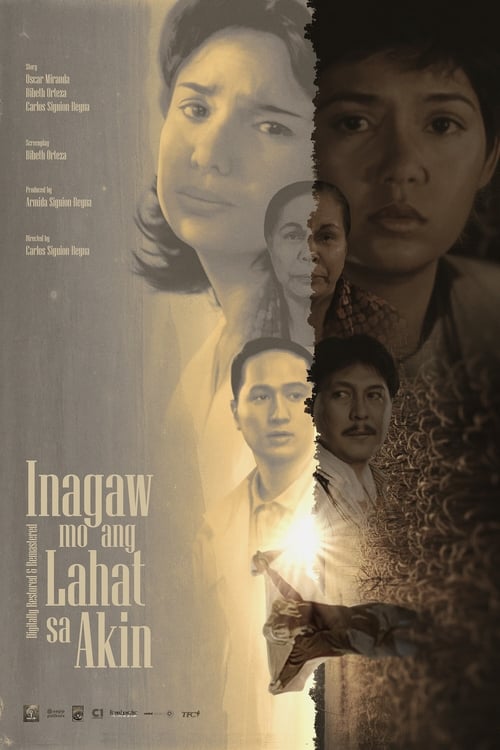 Story
Oscar Miranda
Bibeth Orteza
Carlos Siguion Reyna
Screenplay
Bibeth Orteza
Produced by
Armida Siguion Reyna
Directed by
Carlos Siguion Reyna
Digitally Restored & Remastered
Inagaw
mo ang
Lahat
sa
Akin
TFC